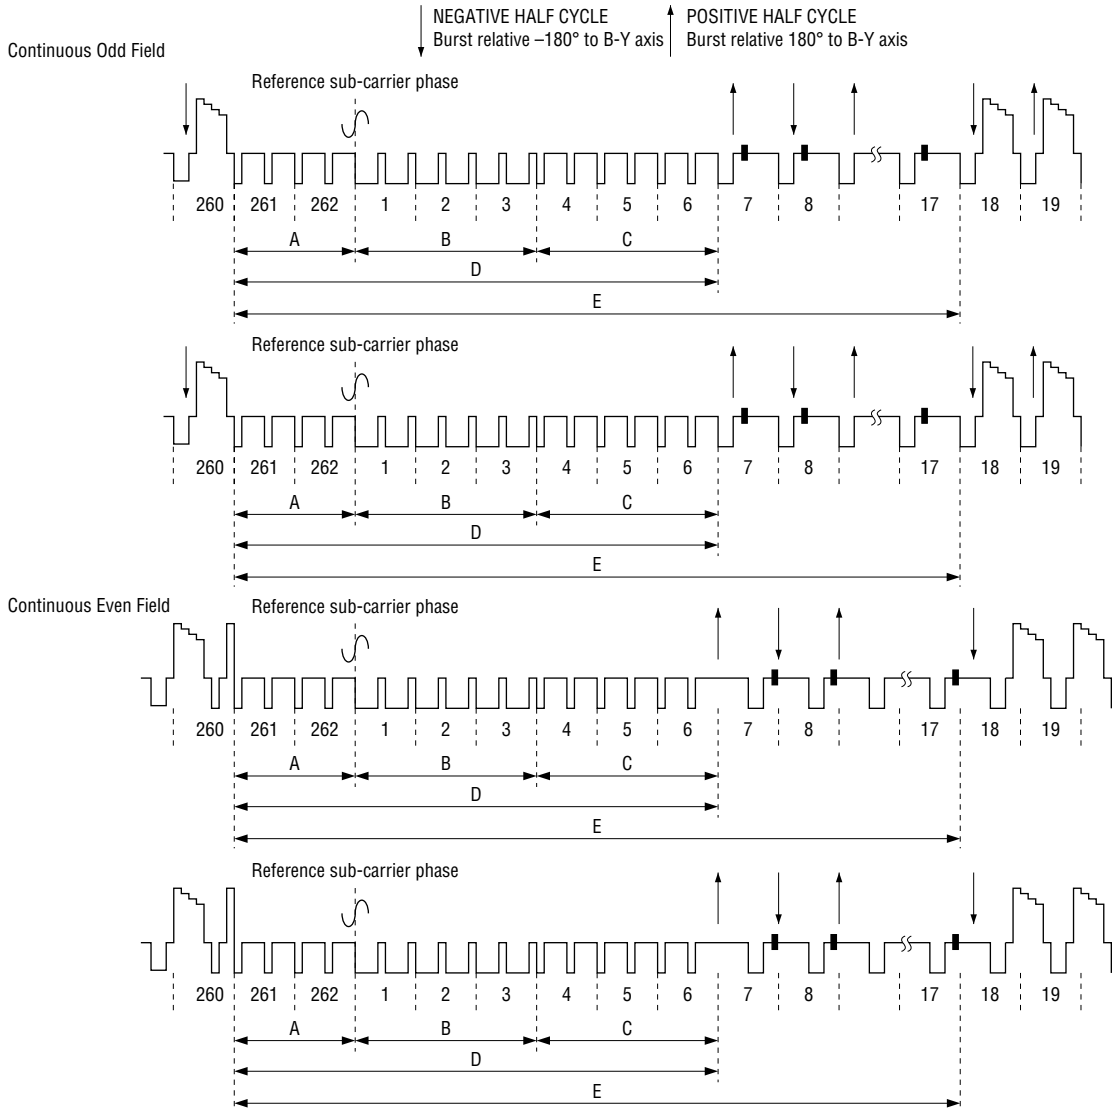 NEGATIVE HALF CYCLE
Burst relative –180° to B-Y axis
POSITIVE HALF CYCLE
Burst relative 180° to B-Y axis
Continuous Odd Field
Reference sub-carrier phase
260 261 262 1 2 3 4 5 6 7 8 17 18 19
A B C
D
E
Reference sub-carrier phase
260 261 262 1 2 3 4 5 6 7 8 17 18 19
A B C
D
E
Continuous Even Field
Reference sub-carrier phase
260 261 262 1 2 3 4 5 6 7 8 17 18 19
A B C
D
E
Reference sub-carrier phase
260 261 262 1 2 3 4 5 6 7 8 17 18 19
A B C
D
E